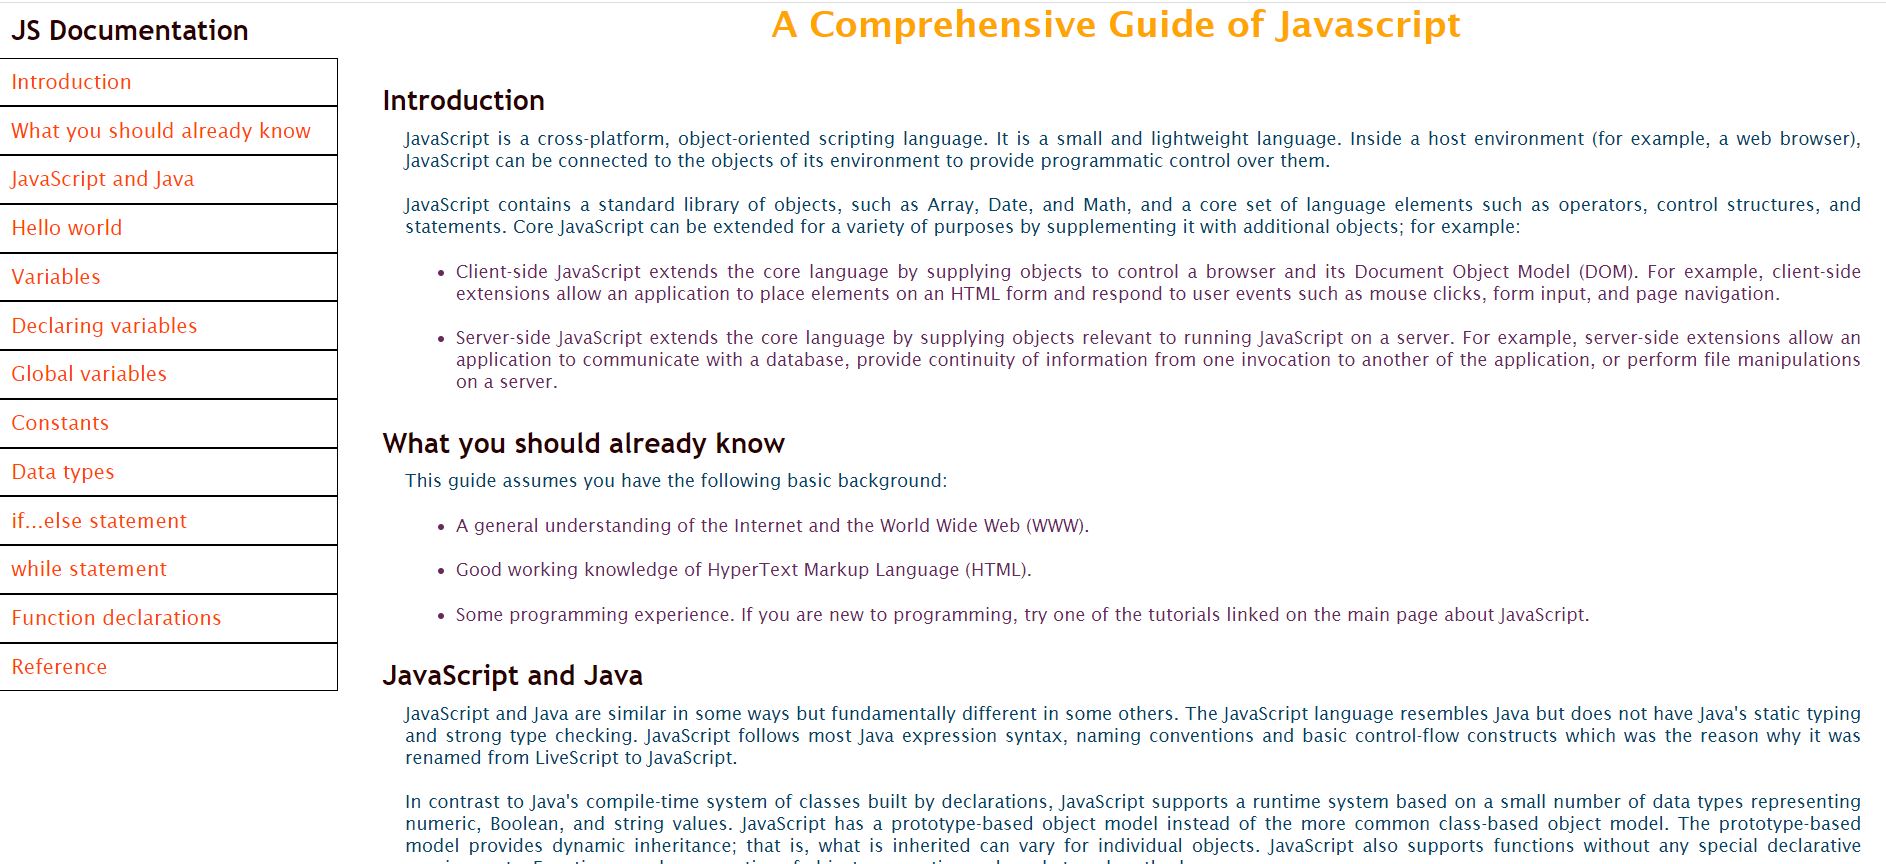 JS Documentation
Introduction
What you should already know
JavaScript and Java
Hello world
Variables
Declaring variables
Global variables
Constants
Data types
if...else statement
while statement
Function declarations
Reference
A Comprehensive Guide of Javascript
Introduction
JavaScript is a cross-platform, object-oriented scripting language. It is a small and lightweight language. Inside a host environment (for example, a web browser),
JavaScript can be connected to the objects of its environment to provide programmatic control over them.
JavaScript contains a standard library of objects, such as Array, Date, and Math, and a core set of language elements such as operators, control structures, and
statements. Core JavaScript can be extended for a variety of purposes by supplementing it with additional objects; for example:
• Client-side JavaScript extends the core language by supplying objects to control a browser and its Document Object Model (DOM). For example, client-side
extensions allow an application to place elements on an HTML form and respond to user events such as mouse clicks, form input, and page navigation.
• Server-side JavaScript extends the core language by supplying objects relevant to running JavaScript on a server. For example, server-side extensions allow an
application to communicate with a database, provide continuity of information from one invocation to another of the application, or perform file manipulations
on a server.
What you should already know
This guide assumes you have the following basic background:
• A general understanding of the Internet and the World Wide Web (WWW).
• Good working knowledge of HyperText Markup Language (HTML).
• Some programming experience. If you are new to programming, try one of the tutorials linked on the main page about JavaScript.
JavaScript and Java
JavaScript and Java are similar in some ways but fundamentally different in some others. The JavaScript language resembles Java but does not have Java's static typing
and strong type checking. JavaScript follows most Java expression syntax, naming conventions and basic control-flow constructs which was the reason why it was
renamed from LiveScript to JavaScript.
In contrast to Java's compile-time system of classes built by declarations, JavaScript supports a runtime system based on a small number of data types representing
numeric, Boolean, and string values. JavaScript has a prototype-based object model instead of the more common class-based object model. The prototype-based
model provides dynamic inheritance; that is, what is inherited can vary for individual objects. JavaScript also supports functions without any special declarative